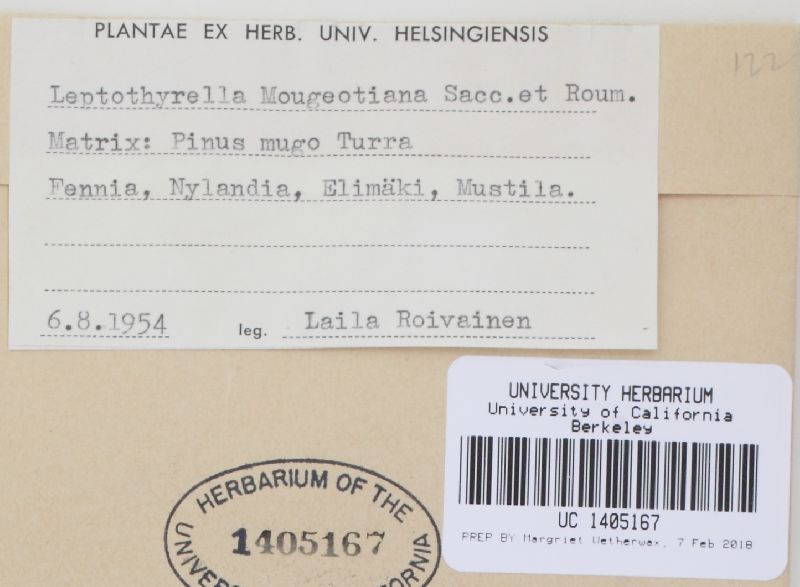 PLANTAE EX HERB. UNIV. HELSINGIENSIS
122
Leptothyrella Mougeotiana Sacc.et Roum.
Matrix: Pinus mugo Turra
Fennia, Nylandia, Elimäki, Mustila.
6.8.1954 leg. Laila Roivainen
UNIVERSITY HERBARIUM
University of California
Berkeley
UC 1405167
PREP BY Margriet Wetherwax, 7 Feb 2018
HERBARIUM OF THE
1405167